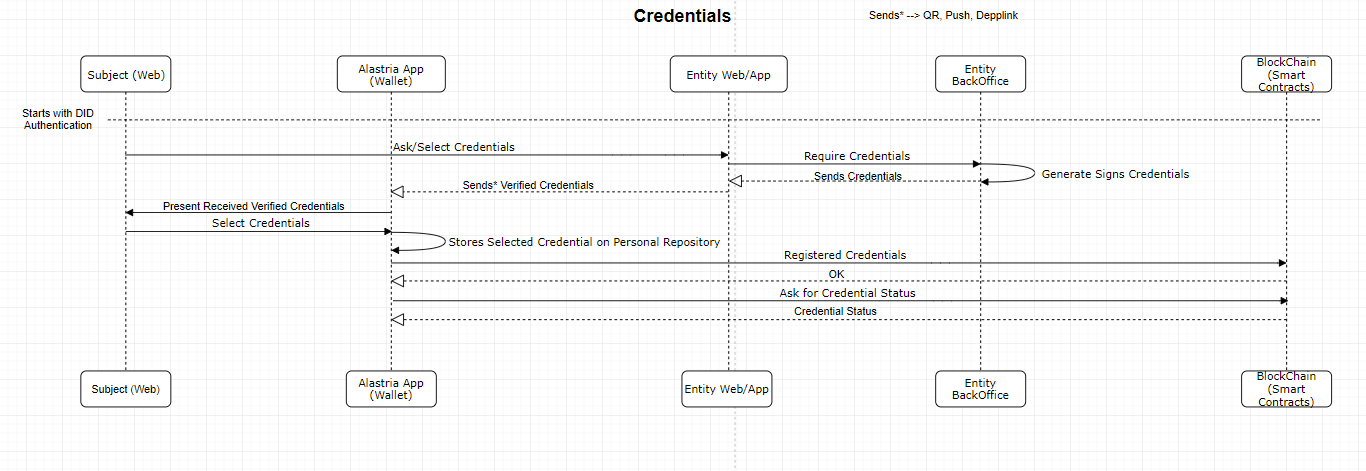 Credentials
Sends* --> QR, Push, Depplink
Subject (Web)
Alastria App
(Wallet)
Entity Web/App
Entity
BackOffice
BlockChain
(Smart
Contracts)
Starts with DID
Authentication
Ask/Select Credentials
Require Credentials
Generate Signs Credentials
Sends Credentials
Sends* Verified Credentials
Present Received Verified Credentials
Select Credentials
Stores Selected Credential on Personal Repository
Registered Credentials
OK
Ask for Credential Status
Credential Status
Subject (Web)
Alastria App
(Wallet)
Entity Web/App
Entity
BackOffice
BlockChain
(Smart
Contracts)